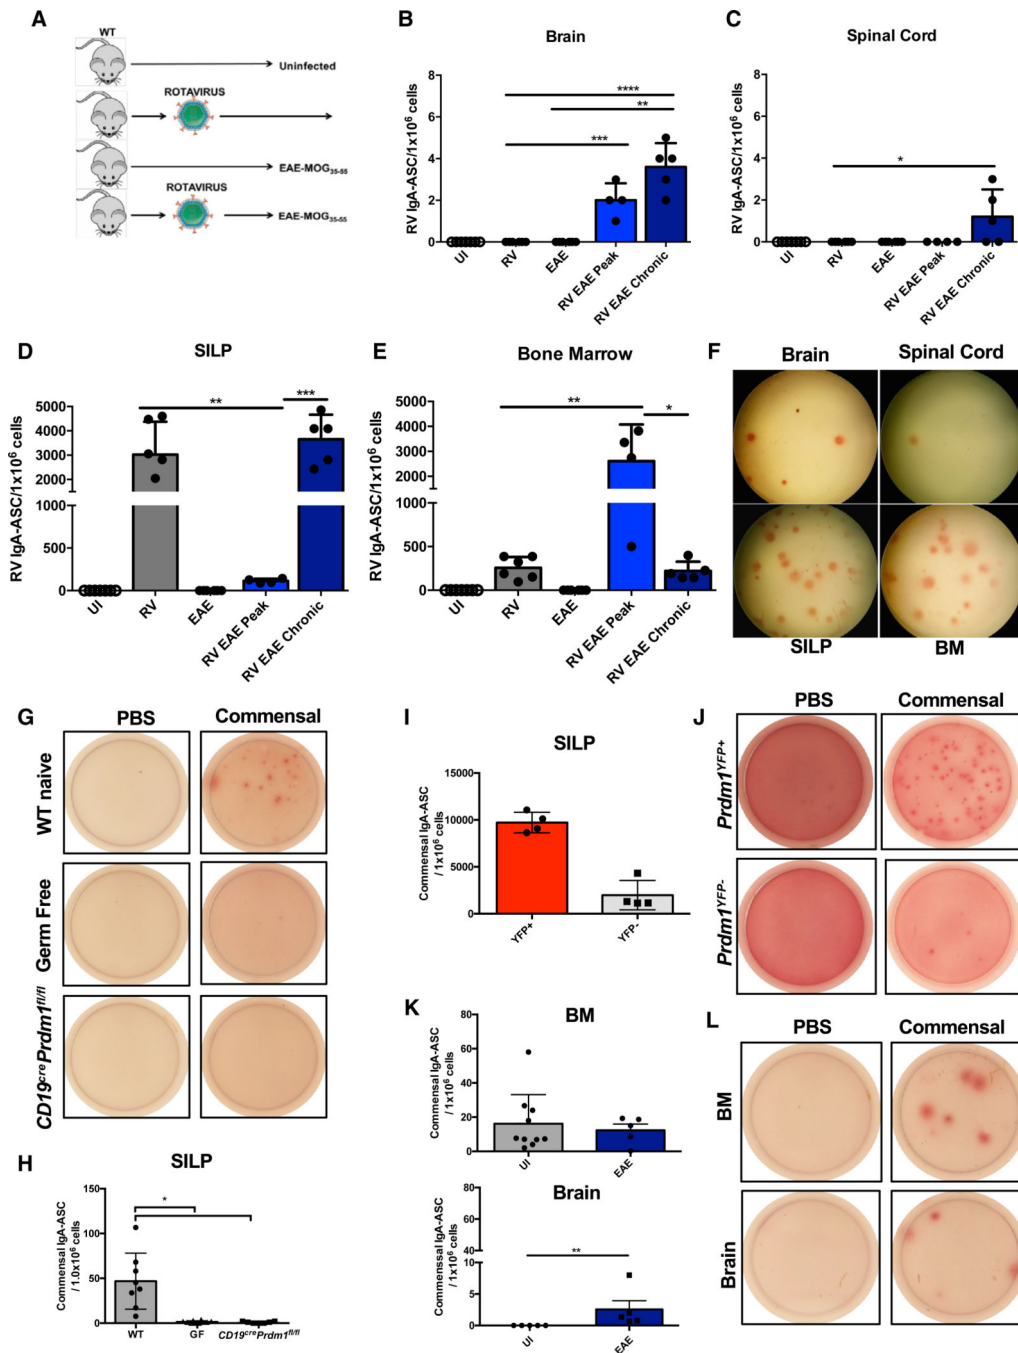 A
WT
Uninfected
ROTAVIRUS
EAE-MOG35-55
ROTAVIRUS
EAE-MOG35-55
B
Brain
RV IgA-ASC/1x10⁶ cells
8
6
4
2
0
****
**
***
UI
RV
EAE
RV EAE Peak
RV EAE Chronic
C
Spinal Cord
RV IgA-ASC/1x10⁶ cells
8
6
4
2
0
*
UI
RV
EAE
RV EAE Peak
RV EAE Chronic
D
SILP
RV IgA-ASC/1x10⁶ cells
5000
4000
3000
2000
1000
500
0
**
***
UI
RV
EAE
RV EAE Peak
RV EAE Chronic
E
Bone Marrow
RV IgA-ASC/1x10⁶ cells
5000
4000
3000
2000
1000
500
0
**
*
UI
RV
EAE
RV EAE Peak
RV EAE Chronic
F
Brain
Spinal Cord
SILP
BM
G
PBS
Commensal
WT naive
Germ Free
CD19crePrdm1fl/fl
H
SILP
Commensal IgA-ASC
/ 1.0x10⁶ cells
150
100
50
0
*
WT
GF
CD19crePrdm1fl/fl
I
SILP
Commensal IgA-ASC
/ 1x10⁶ cells
15000
10000
5000
0
YFP+
YFP-
J
PBS
Commensal
Prdm1YFP+
Prdm1YFP-
K
BM
Commensal IgA-ASC
/ 1x10⁶ cells
80
60
40
20
0
UI
EAE
Brain
Commenssal IgA-ASC
/ 1x10⁶ cells
80
60
40
5
0
**
UI
EAE
L
PBS
Commensal
BM
Brain